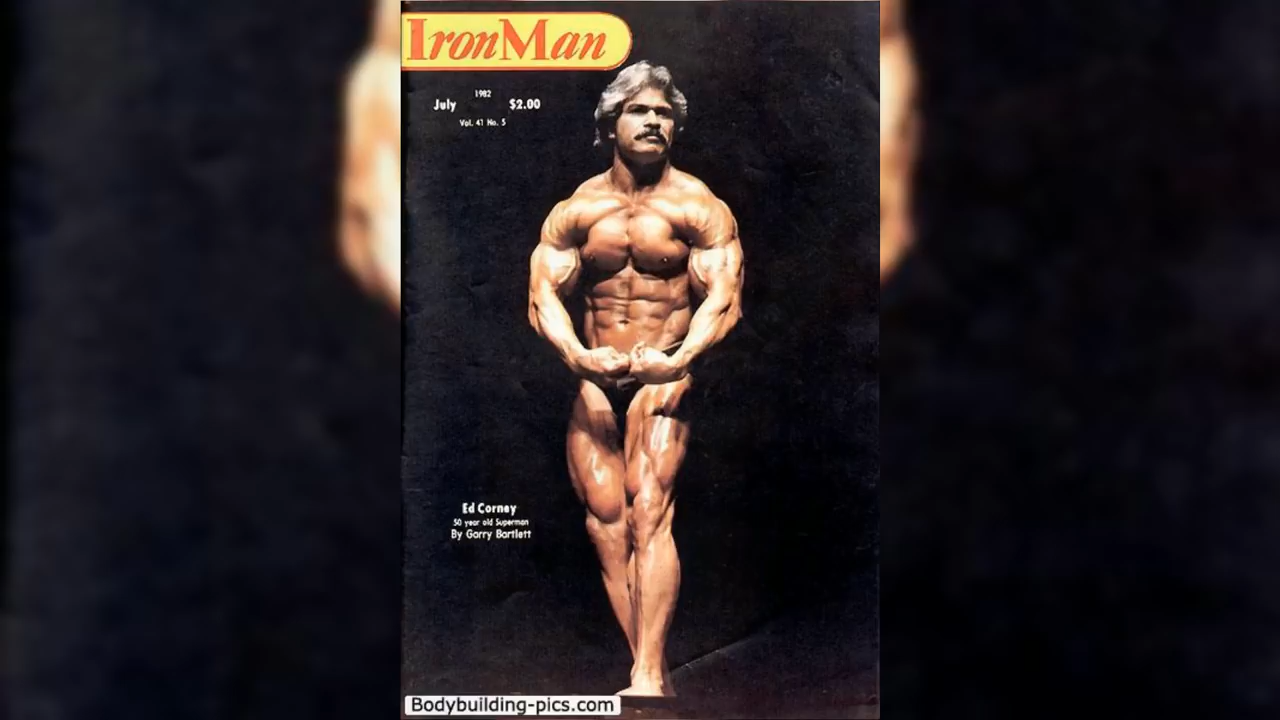 IronMan
1982
July $2.00
Vol. 41 No. 5
Ed Corney
50 year old Superman
By Garry Bartlett
Bodybuilding-pics.com